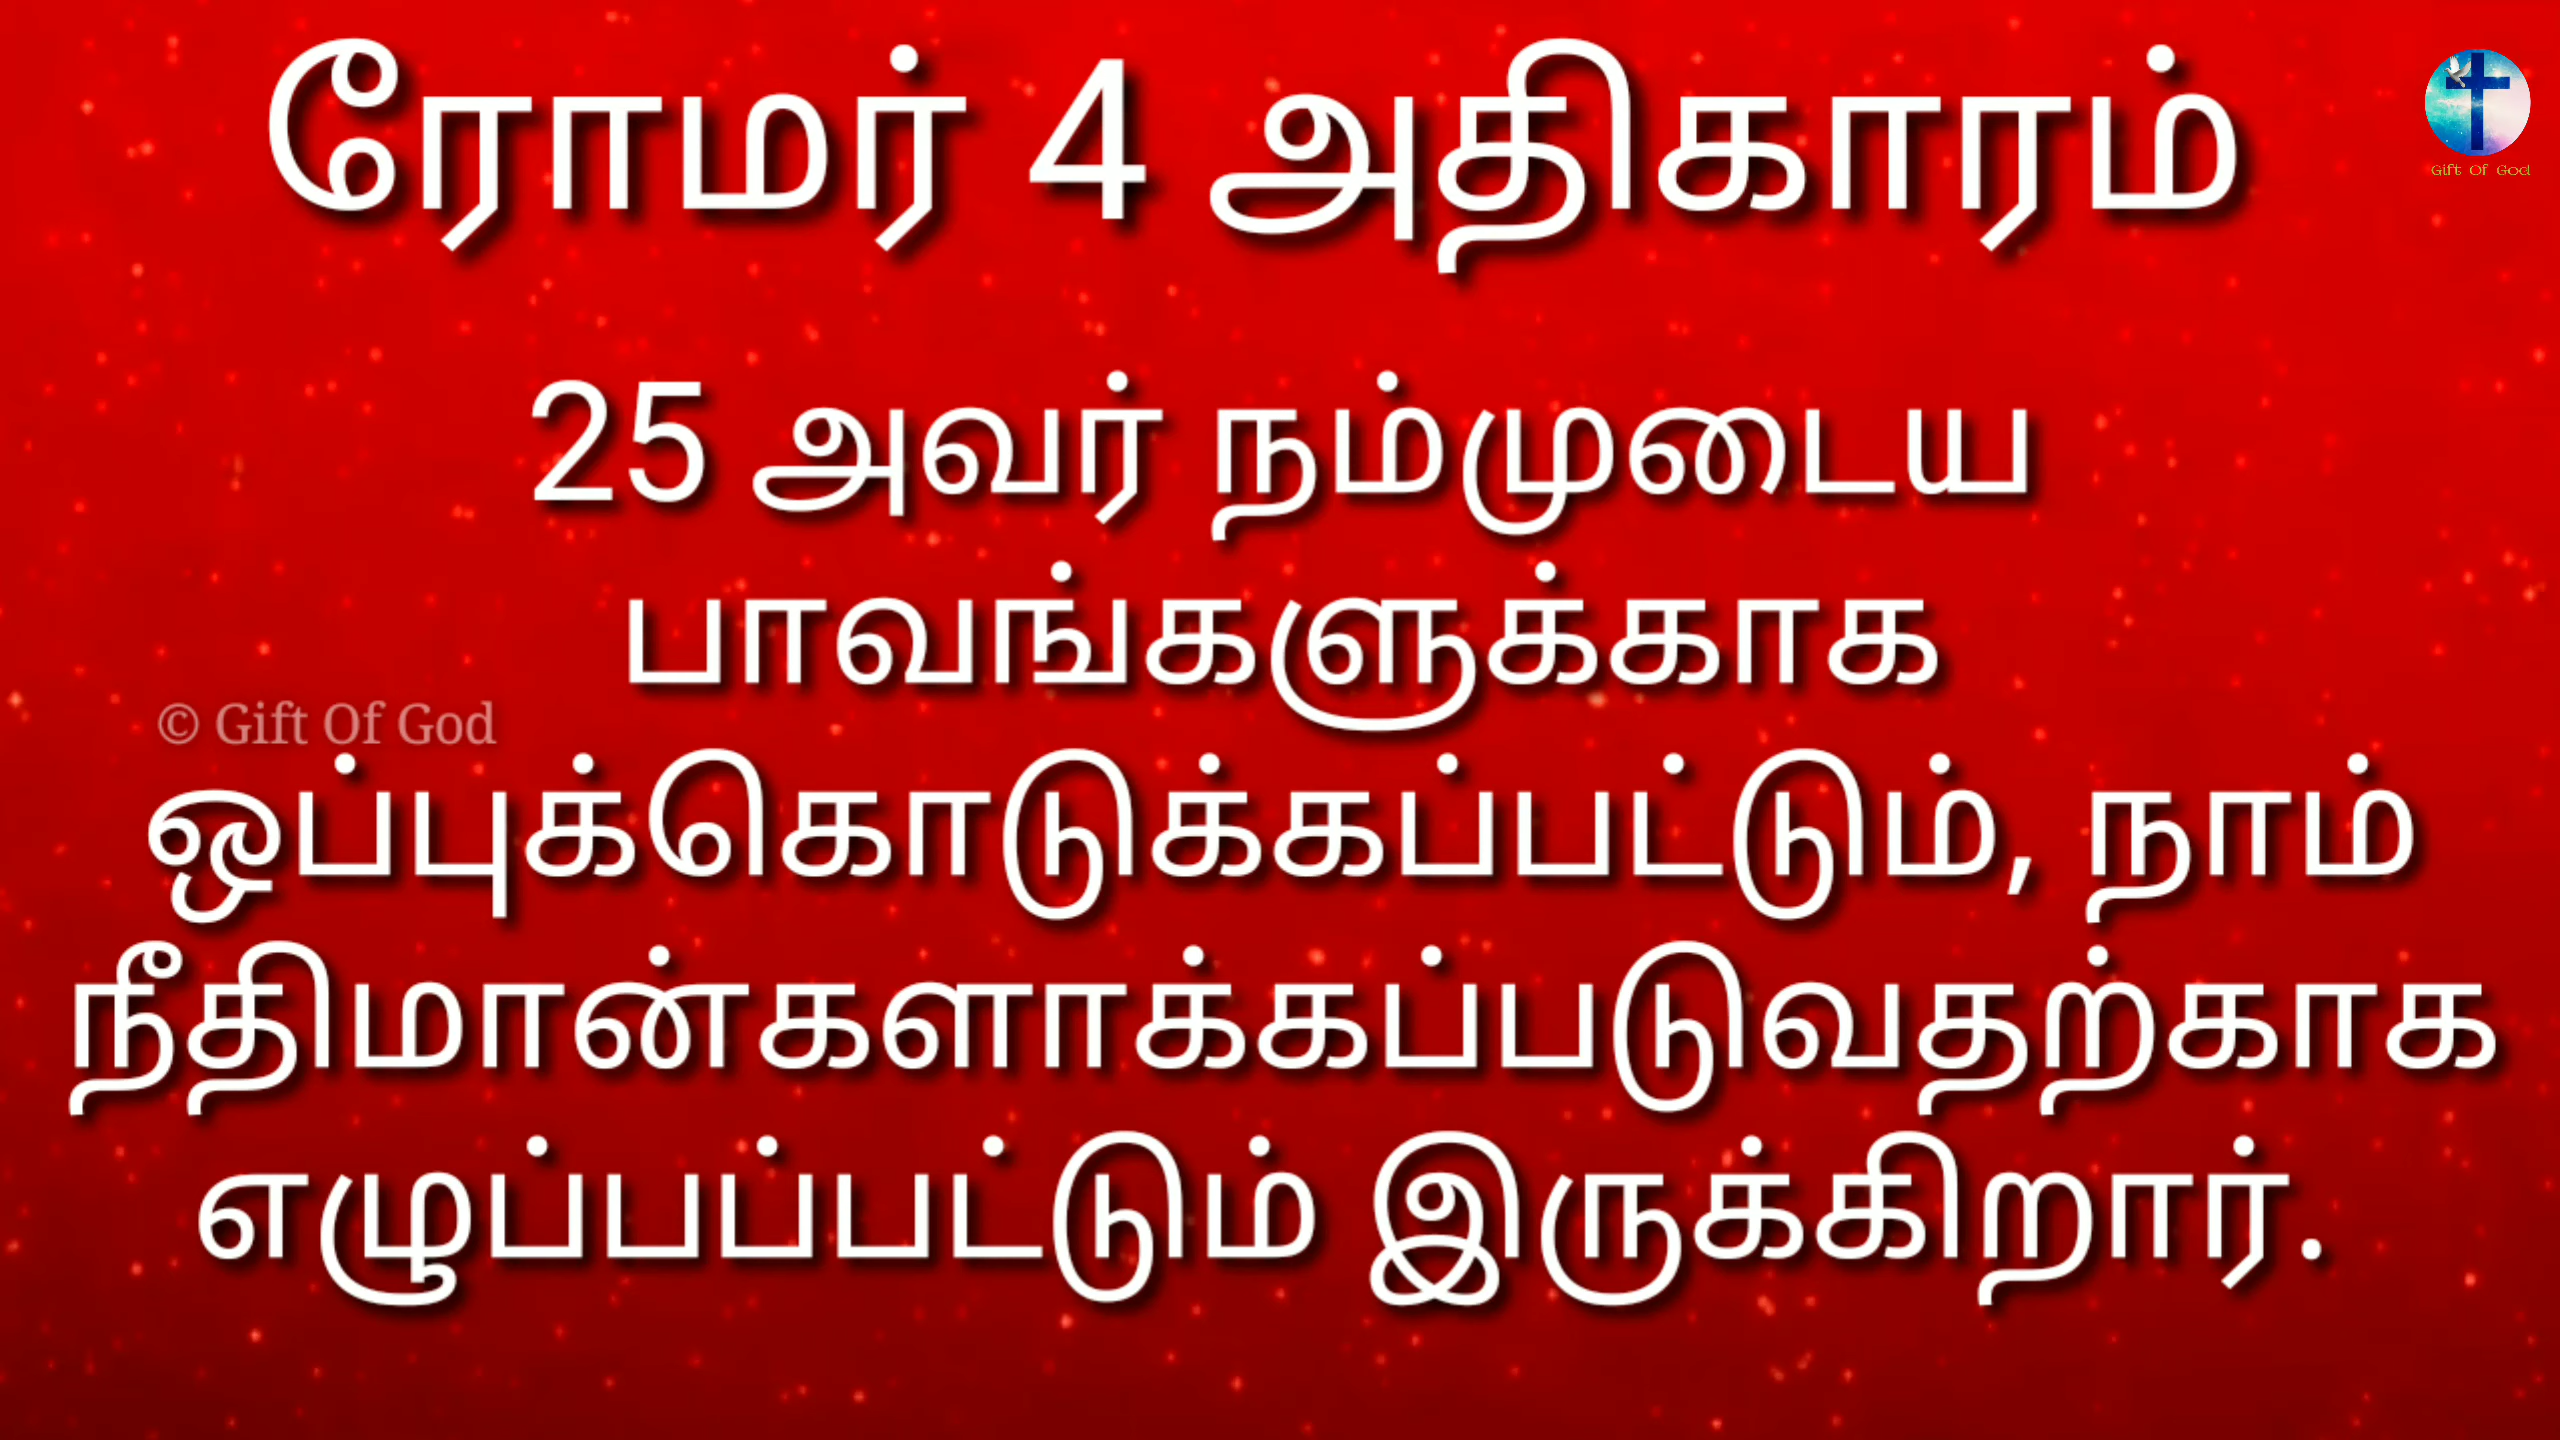 ரோமர் 4 அதிகாரம்
Gift Of God
25 அவர் நம்முடைய
பாவங்களுக்காக
© Gift Of God
ஒப்புக்கொடுக்கப்பட்டும், நாம்
நீதிமான்களாக்கப்படுவதற்காக
எழுப்பப்பட்டும் இருக்கிறார்.